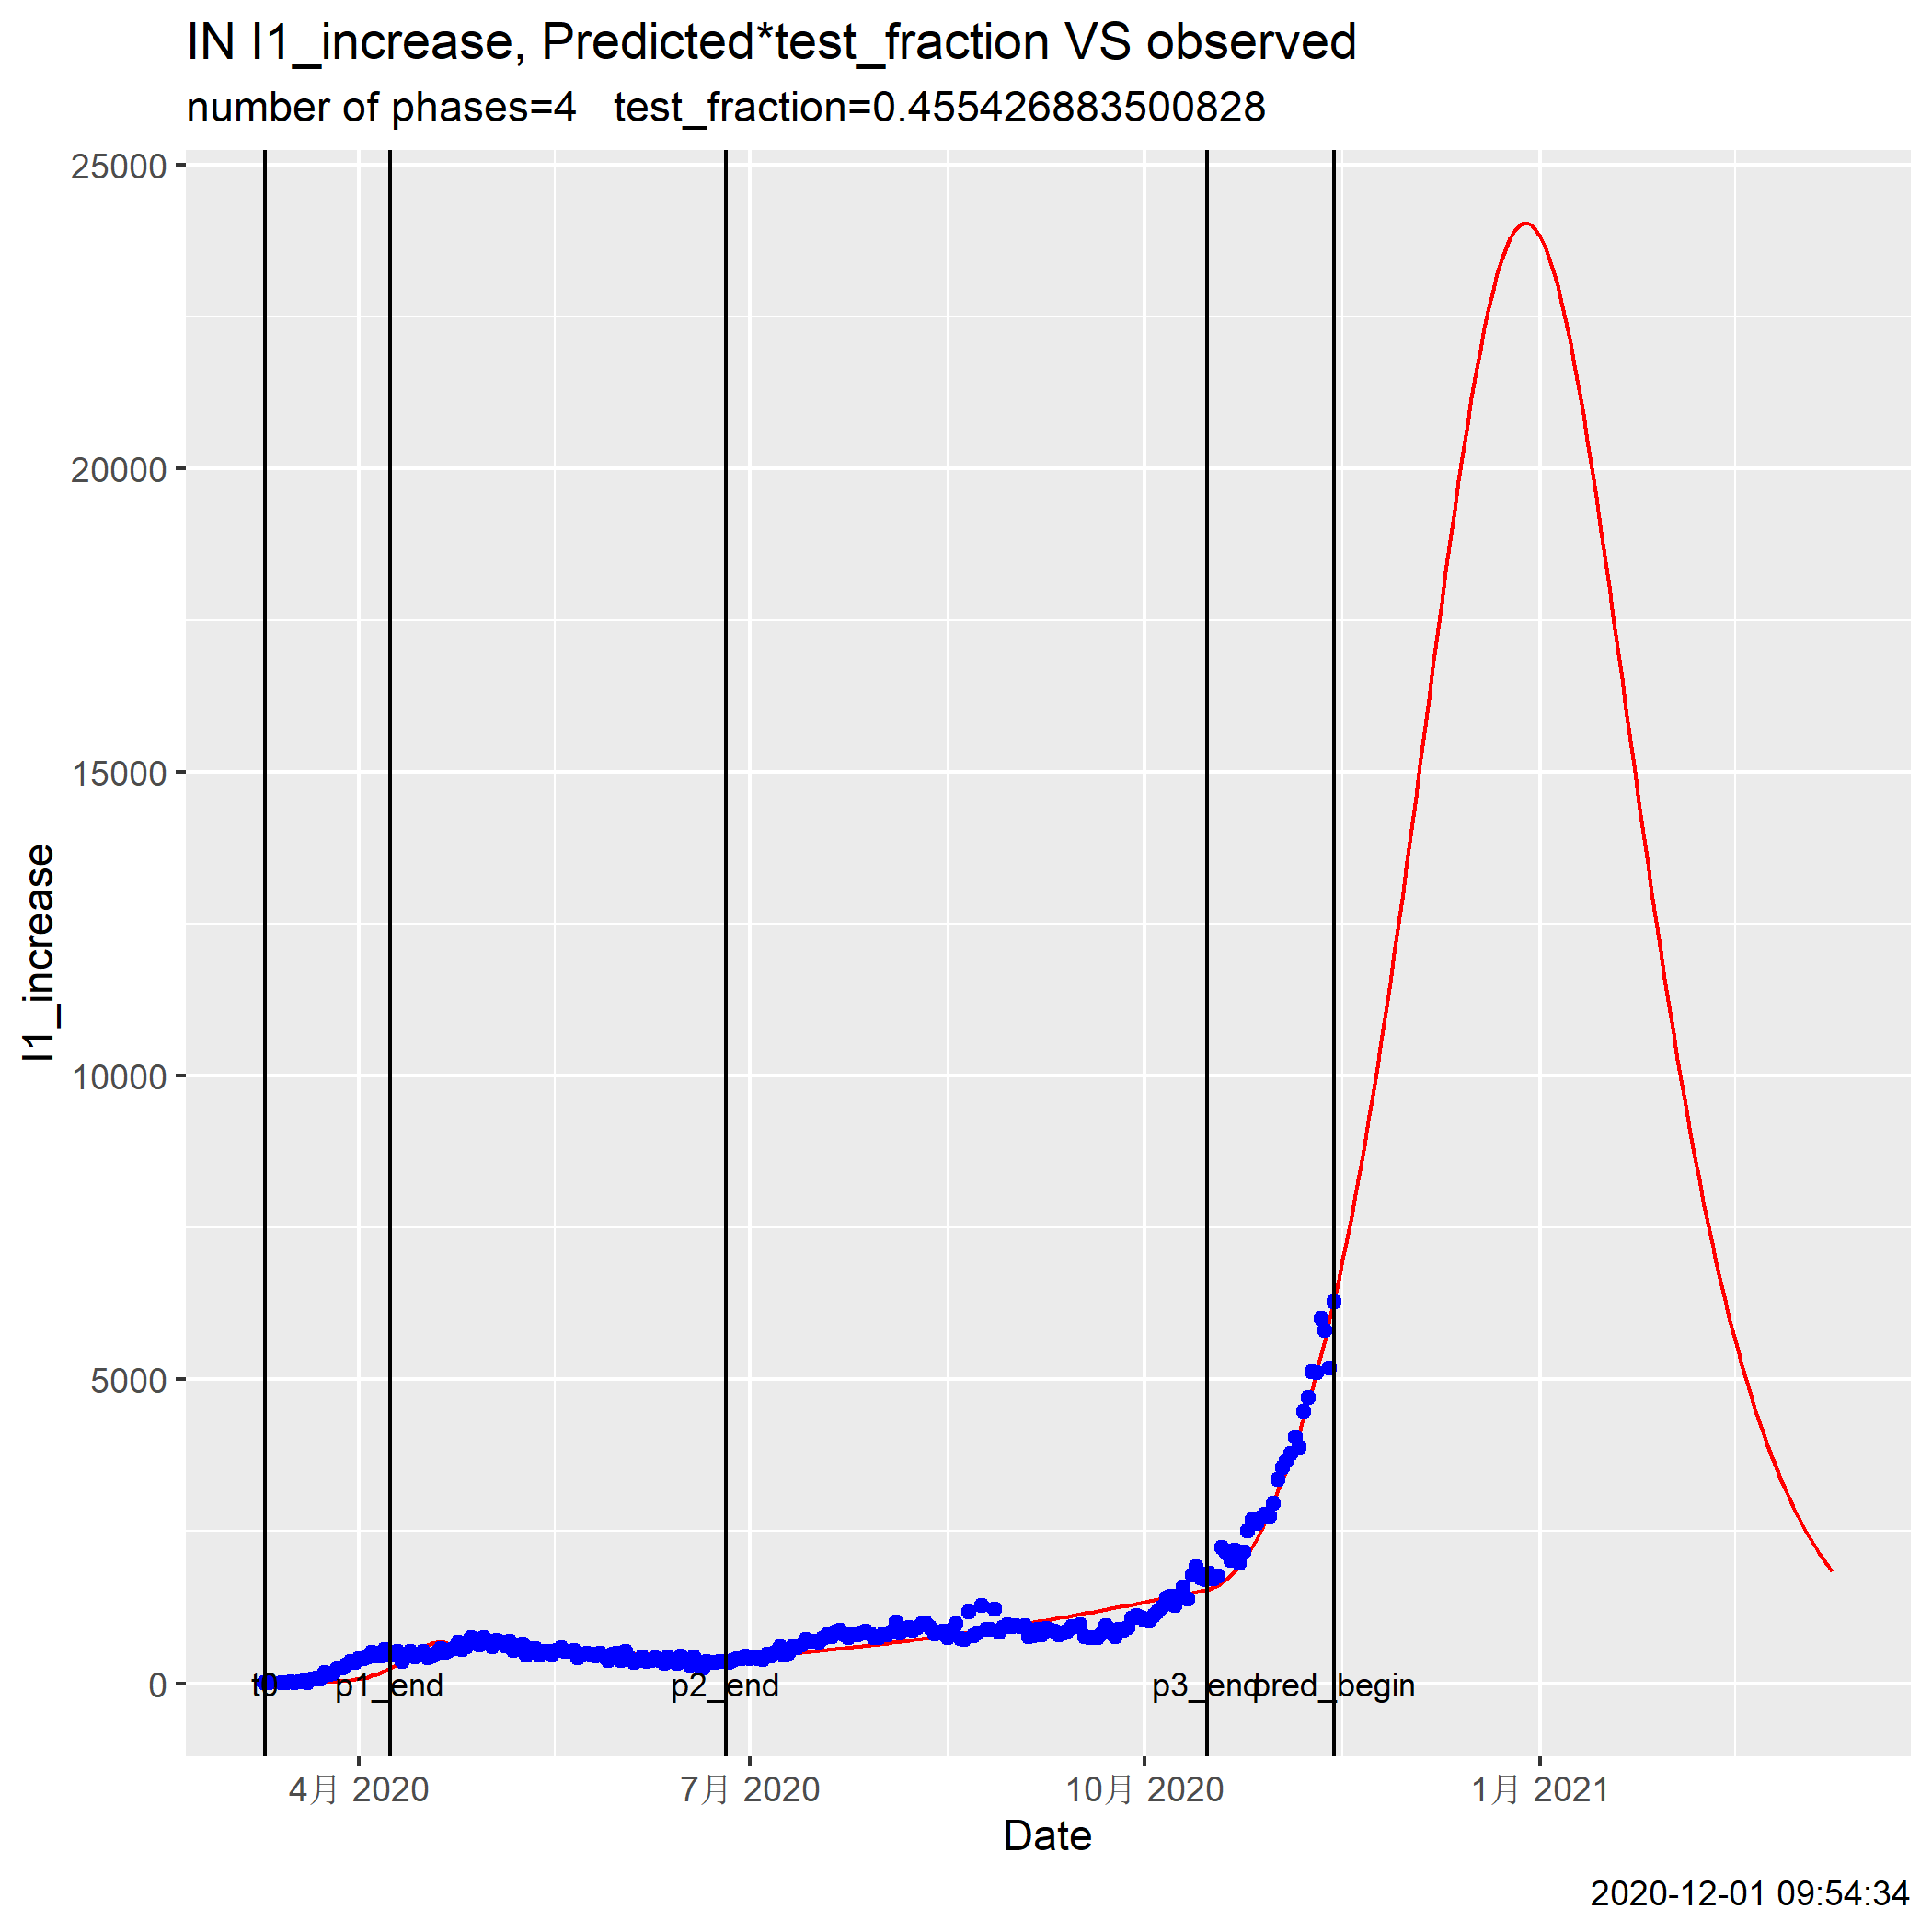 IN I1_increase, Predicted*test_fraction VS observed
number of phases=4   test_fraction=0.455426883500828
25000
20000
15000
10000
5000
0
I1_increase
t0
p1_end
p2_end
p3_end
pred_begin
4月 2020
7月 2020
10月 2020
1月 2021
Date
2020-12-01 09:54:34